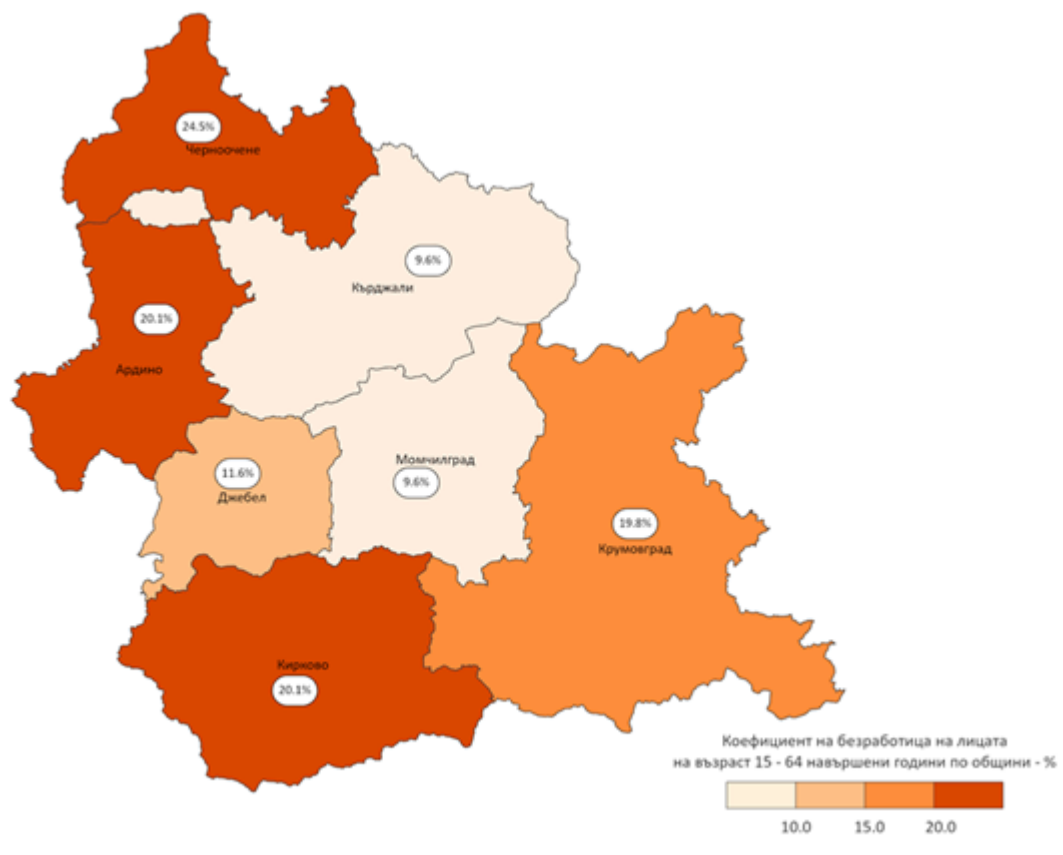 24.5%
Черноочене
9.6%
Кърджали
20.1%
Ардино
Момчилград
9.6%
11.6%
Джебел
19.8%
Крумовград
Кирково
20.1%
Коефициент на безработица на лицата
на възраст 15 - 64 навършени години по общини - %
10.0 15.0 20.0